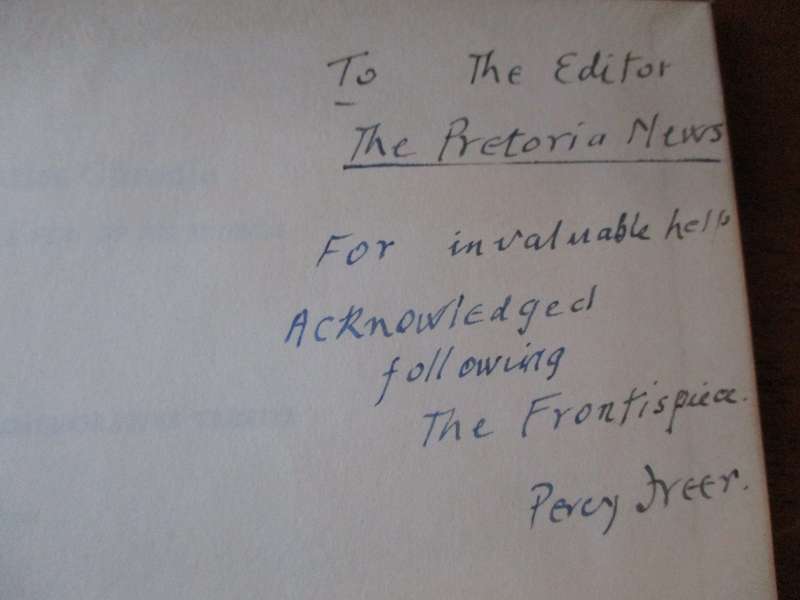 To The Editor
The Pretoria News
For invaluable help
Acknowledged
following
The Frontispiece.
Percy Freer.